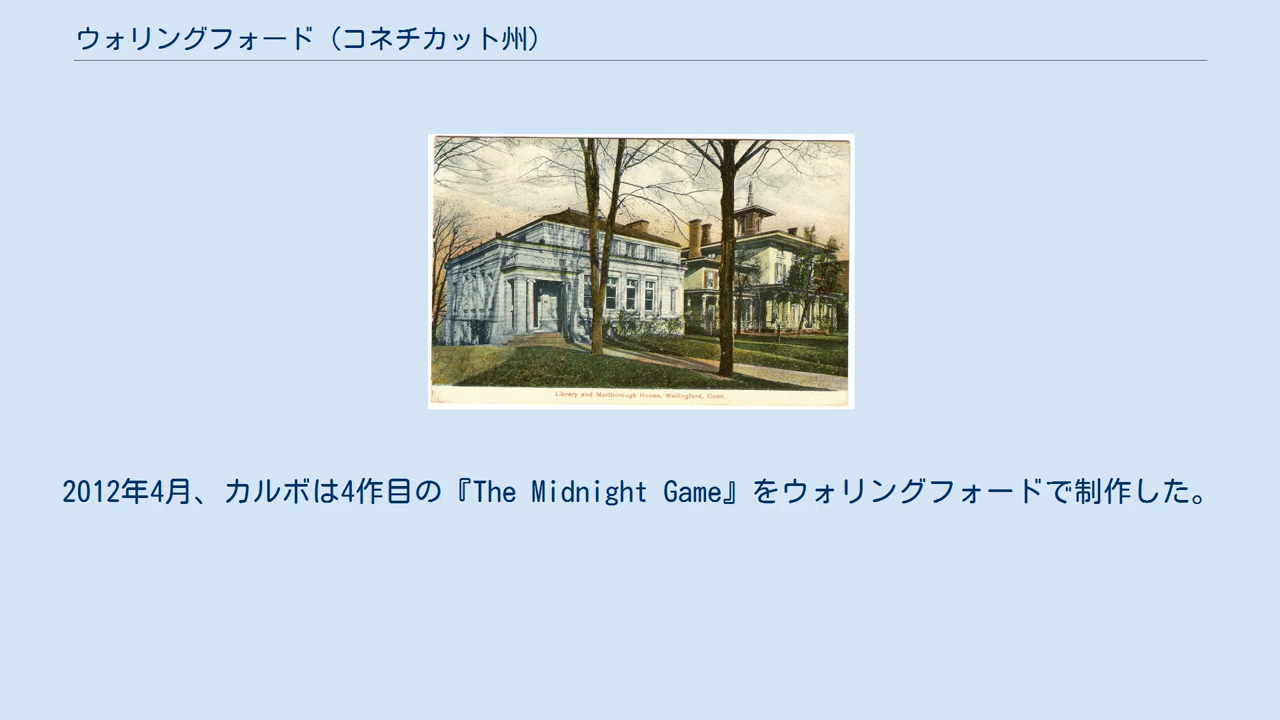 ウォリングフォード（コネチカット州）
Library and Marlborough House, Wallingford, Conn.
2012年4月、カルボは4作目の『The Midnight Game』をウォリングフォードで制作した。